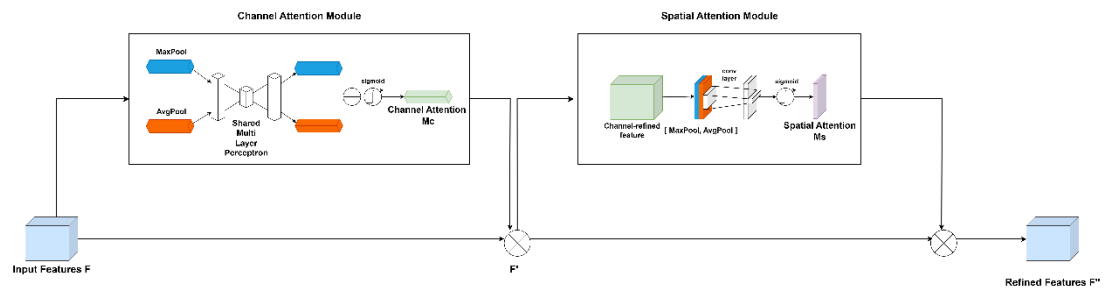 Channel Attention Module
MaxPool
AvgPool
Shared
Multi
Layer
Perceptron
sigmoid
Channel Attention
Mc
Spatial Attention Module
Channel-refined
feature
[ MaxPool, AvgPool ]
conv
layer
sigmoid
Spatial Attention
Ms
Input Features F
F'
Refined Features F"